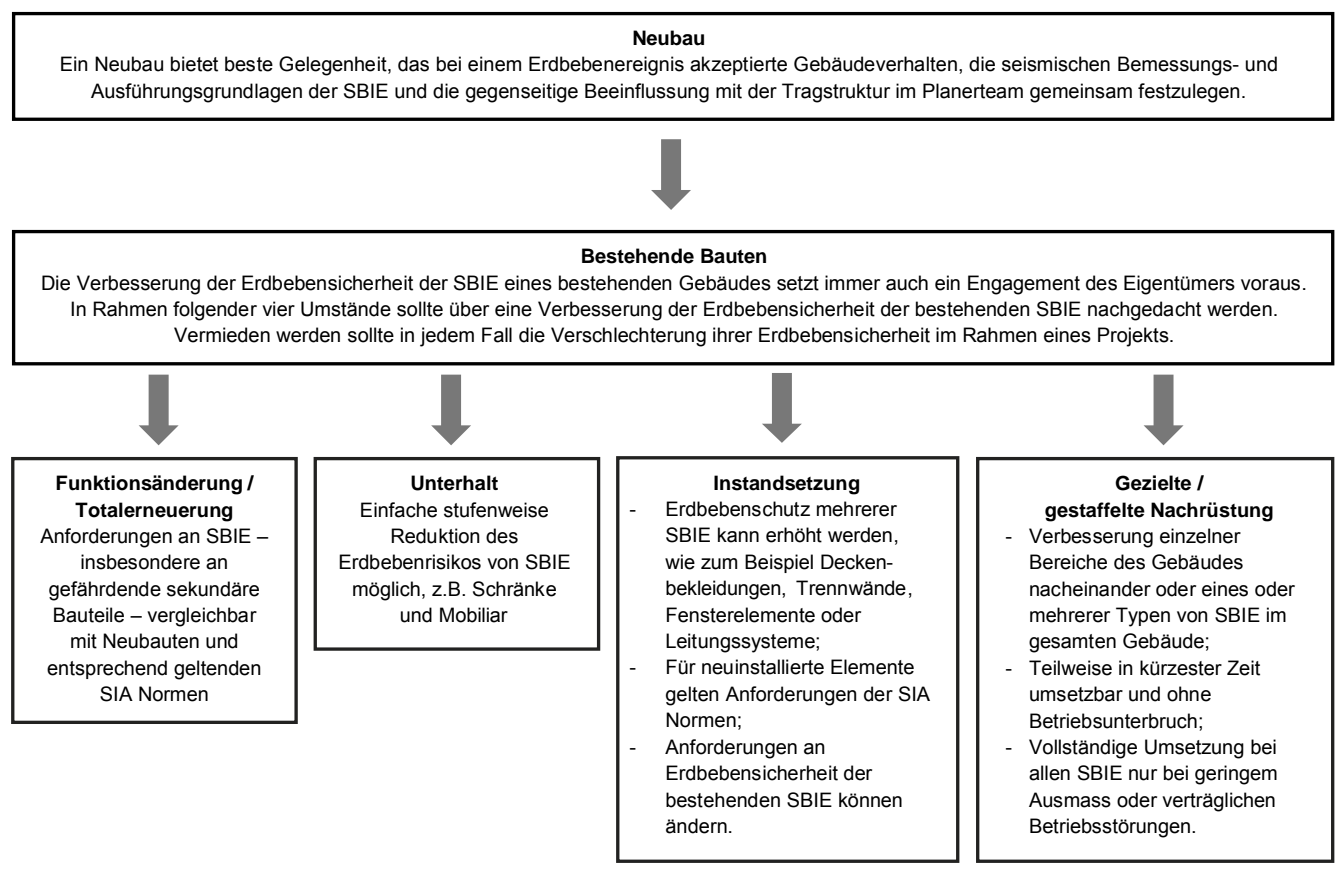 Neubau
Ein Neubau bietet beste Gelegenheit, das bei einem Erdbebenereignis akzeptierte Gebäudeverhalten, die seismischen Bemessungs- und
Ausführungsgrundlagen der SBIE und die gegenseitige Beeinflussung mit der Tragstruktur im Planerteam gemeinsam festzulegen.
Bestehende Bauten
Die Verbesserung der Erdbebensicherheit der SBIE eines bestehenden Gebäudes setzt immer auch ein Engagement des Eigentümers voraus.
In Rahmen folgender vier Umstände sollte über eine Verbesserung der Erdbebensicherheit der bestehenden SBIE nachgedacht werden.
Vermieden werden sollte in jedem Fall die Verschlechterung ihrer Erdbebensicherheit im Rahmen eines Projekts.
Funktionsänderung /
Totalerneuerung
Anforderungen an SBIE –
insbesondere an
gefährdende sekundäre
Bauteile – vergleichbar
mit Neubauten und
entsprechend geltenden
SIA Normen
Unterhalt
Einfache stufenweise
Reduktion des
Erdbebenrisikos von SBIE
möglich, z.B. Schränke
und Mobiliar
Instandsetzung
- Erdbebenschutz mehrerer
SBIE kann erhöht werden,
wie zum Beispiel Decken-
bekleidungen, Trennwände,
Fensterelemente oder
Leitungssysteme;
- Für neuinstallierte Elemente
gelten Anforderungen der SIA
Normen;
- Anforderungen an
Erdbebensicherheit der
bestehenden SBIE können
ändern.
Gezielte /
gestaffelte Nachrüstung
- Verbesserung einzelner
Bereiche des Gebäudes
nacheinander oder eines oder
mehrerer Typen von SBIE im
gesamten Gebäude;
- Teilweise in kürzester Zeit
umsetzbar und ohne
Betriebsunterbruch;
- Vollständige Umsetzung bei
allen SBIE nur bei geringem
Ausmass oder verträglichen
Betriebsstörungen.